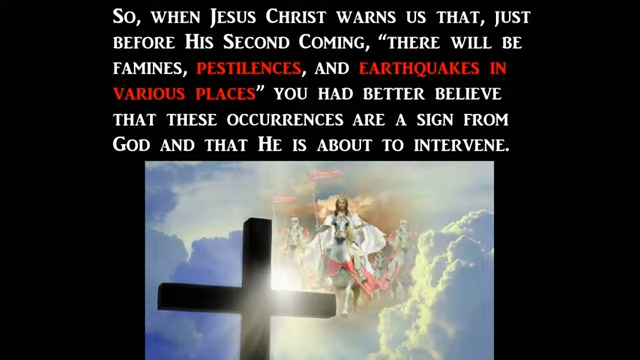 So, when Jesus Christ warns us that, just
before His Second Coming, “there will be
famines, pestilences, and earthquakes in
various places” you had better believe
that these occurrences are a sign from
God and that He is about to intervene.